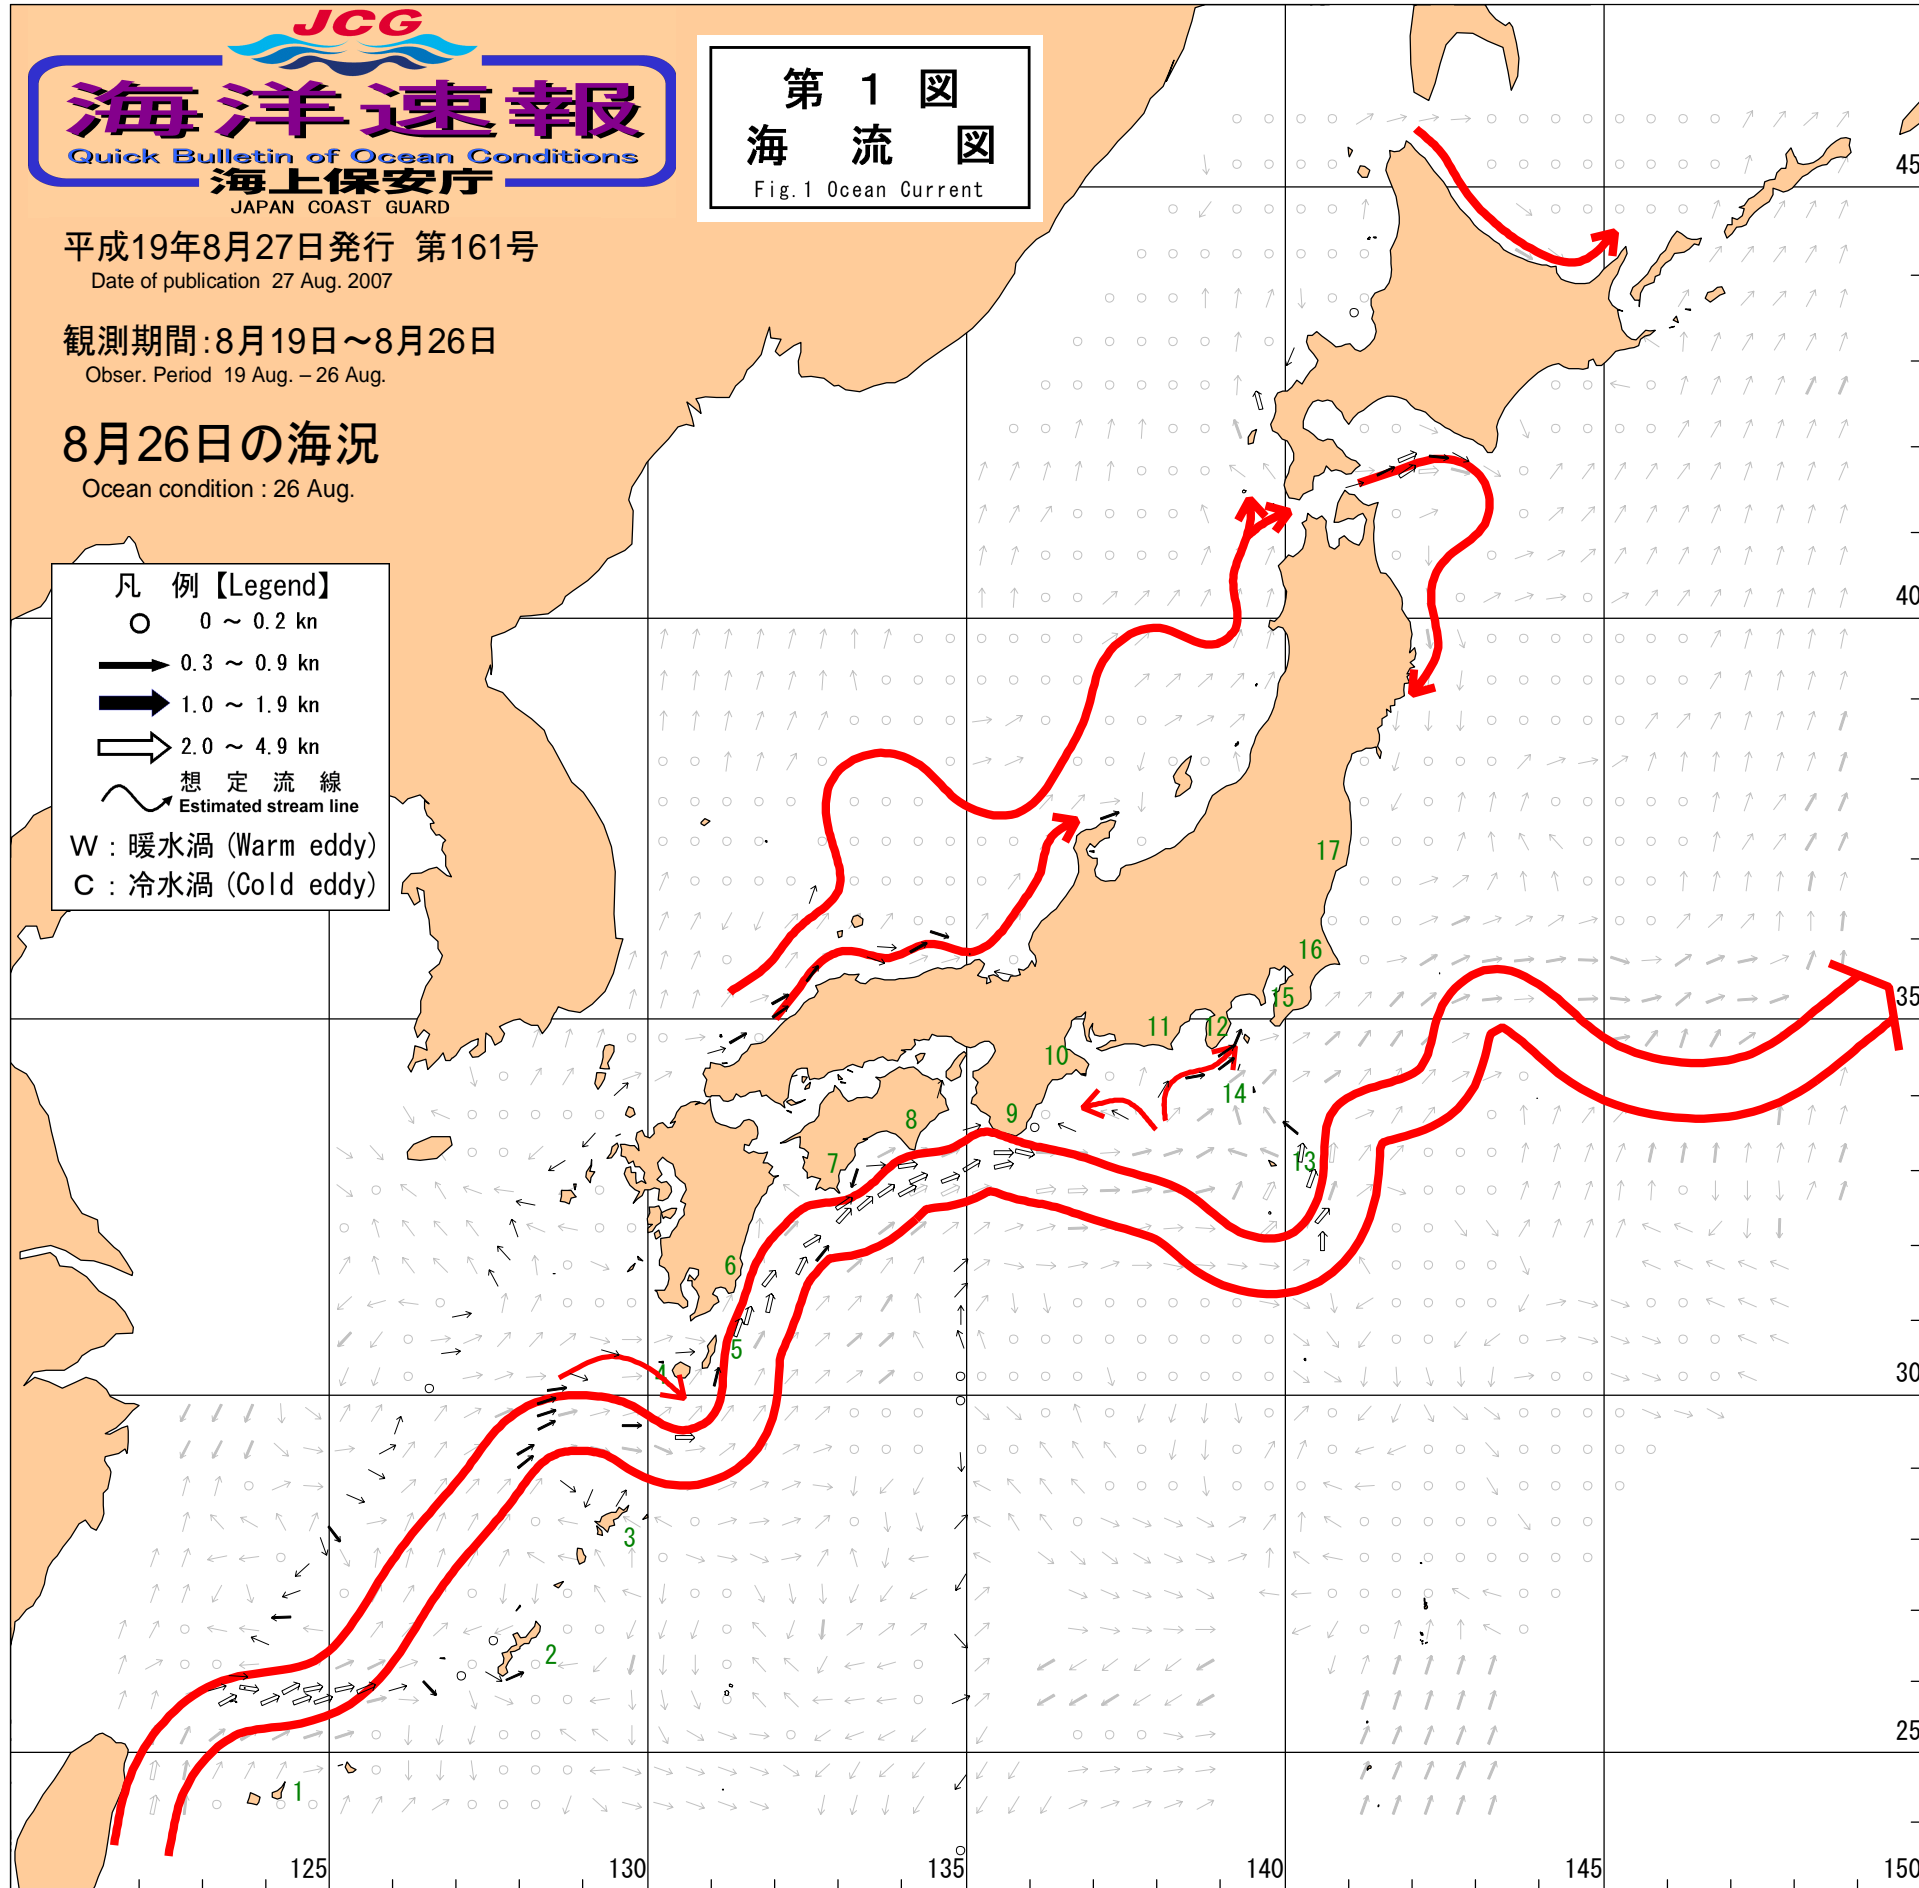 JCG
海洋速報
Quick Bulletin of Ocean Conditions
海上保安庁
JAPAN COAST GUARD
平成19年8月27日発行 第161号
Date of publication 27 Aug. 2007
観測期間:8月19日～8月26日
Obser. Period 19 Aug. – 26 Aug.
8月26日の海況
Ocean condition : 26 Aug.
第 1 図
海 流 図
Fig.1 Ocean Current
凡 例【Legend】
0 ～ 0.2 kn
0.3 ～ 0.9 kn
1.0 ～ 1.9 kn
2.0 ～ 4.9 kn
想 定 流 線
Estimated stream line
W : 暖水渦 (Warm eddy)
C : 冷水渦 (Cold eddy)
45
40
17
16
15
35
12
11
10
14
9
8
7
13
6
5
4
30
3
2
25
1
125
130
135
140
145
150